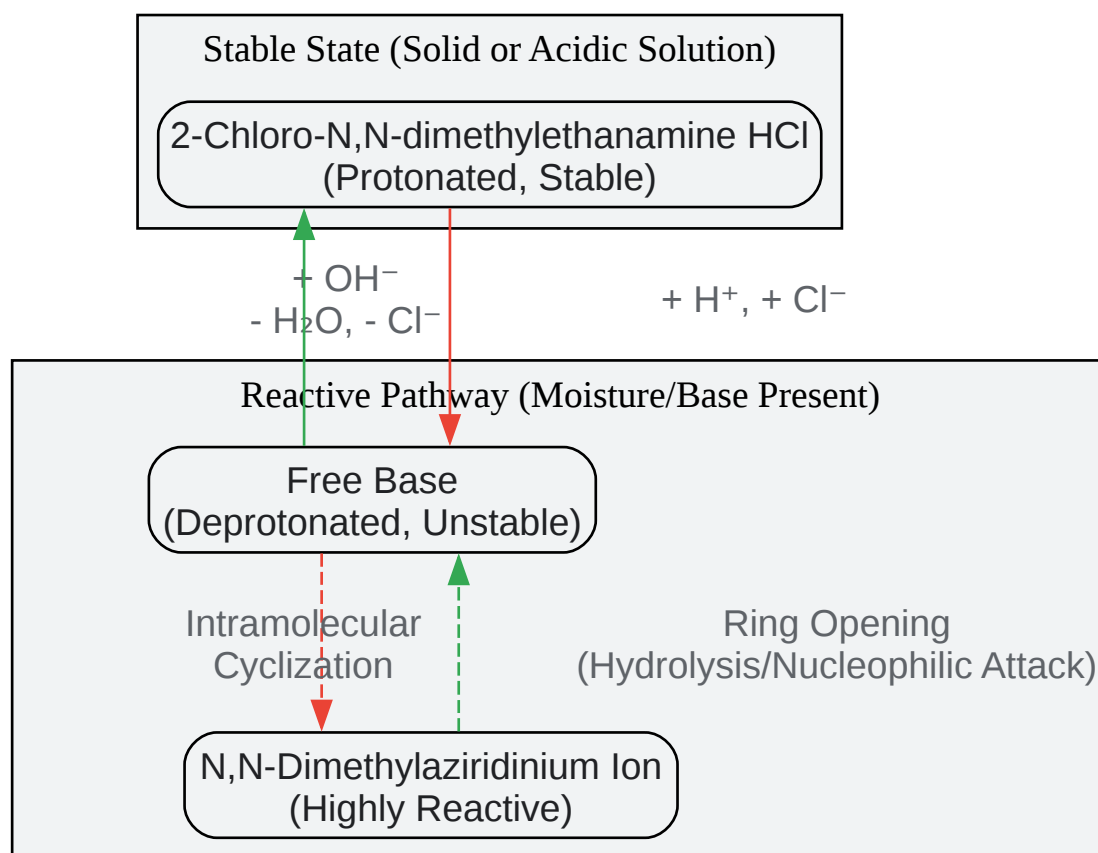 Stable State (Solid or Acidic Solution)
2-Chloro-N,N-dimethylethanamine HCl
(Protonated, Stable)
+ OH⁻
- H₂O, - Cl⁻
+ H⁺, + Cl⁻
Reactive Pathway (Moisture/Base Present)
Free Base
(Deprotonated, Unstable)
Intramolecular
Cyclization
Ring Opening
(Hydrolysis/Nucleophilic Attack)
N,N-Dimethylaziridinium Ion
(Highly Reactive)